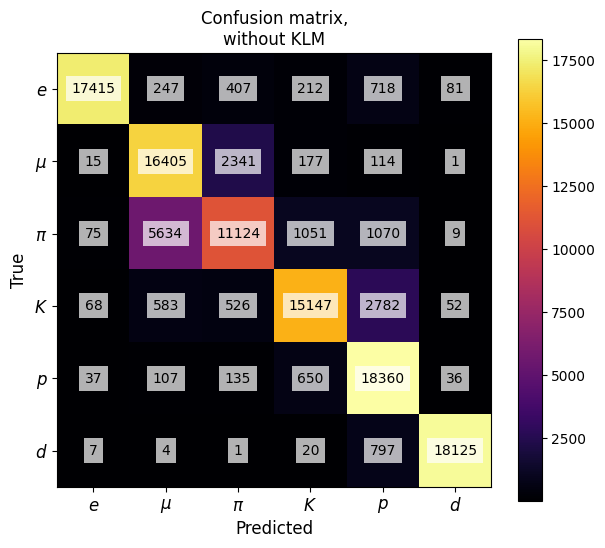 Confusion matrix,
without KLM
True
e 17415 247 407 212 718 81
μ 15 16405 2341 177 114 1
π 75 5634 11124 1051 1070 9
K 68 583 526 15147 2782 52
p 37 107 135 650 18360 36
d 7 4 1 20 797 18125
e μ π K p d
Predicted
17500
15000
12500
10000
7500
5000
2500